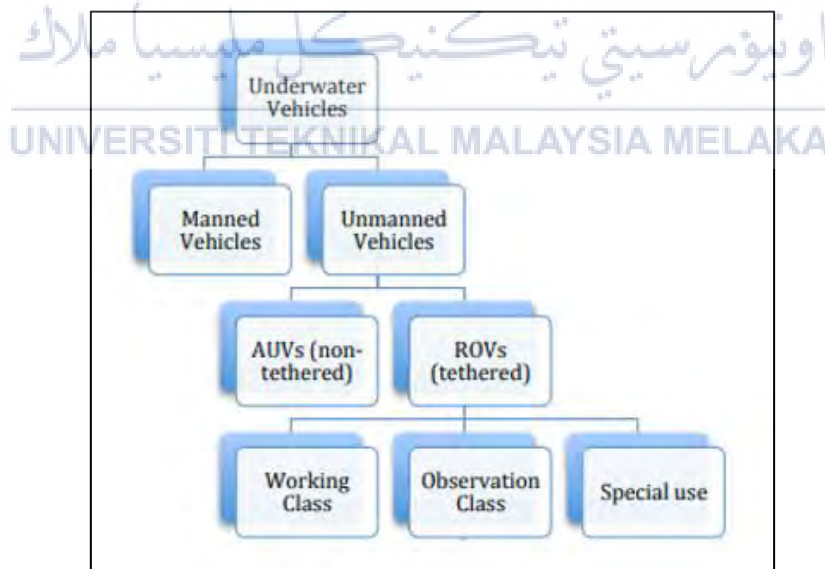 اونيۏرسيتي تيكنيكل مليسيا ملاك
UNIVERSITI TEKNIKAL MALAYSIA MELAKA
Underwater
Vehicles
Manned
Vehicles
Unmanned
Vehicles
AUVs (non-
tethered)
ROVs
(tethered)
Working
Class
Observation
Class
Special use